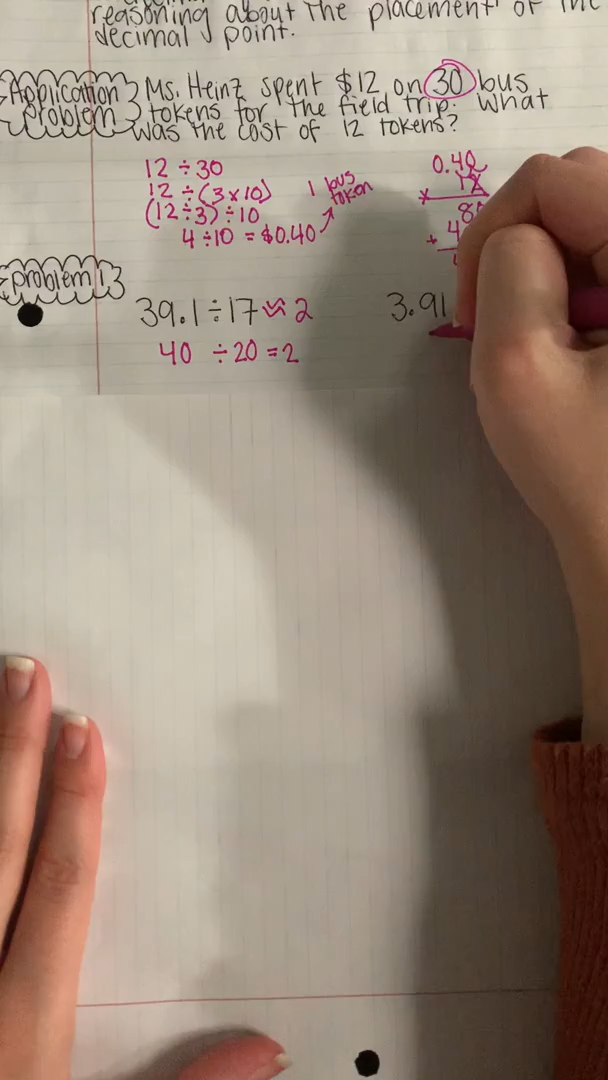 reasoning about the placement of the
decimal point.
Application problem
Ms. Heinz spent $12 on 30 bus
tokens for the field trip. What
was the cost of 12 tokens?
12 ÷ 30
12 ÷ (3 × 10)
(12 ÷ 3) ÷ 10
4 ÷ 10 = $0.40
1 bus
token
0.40
12
×
8
4
+
problem 1
39.1 ÷ 17 ≈ 2
40 ÷ 20 = 2
3.91